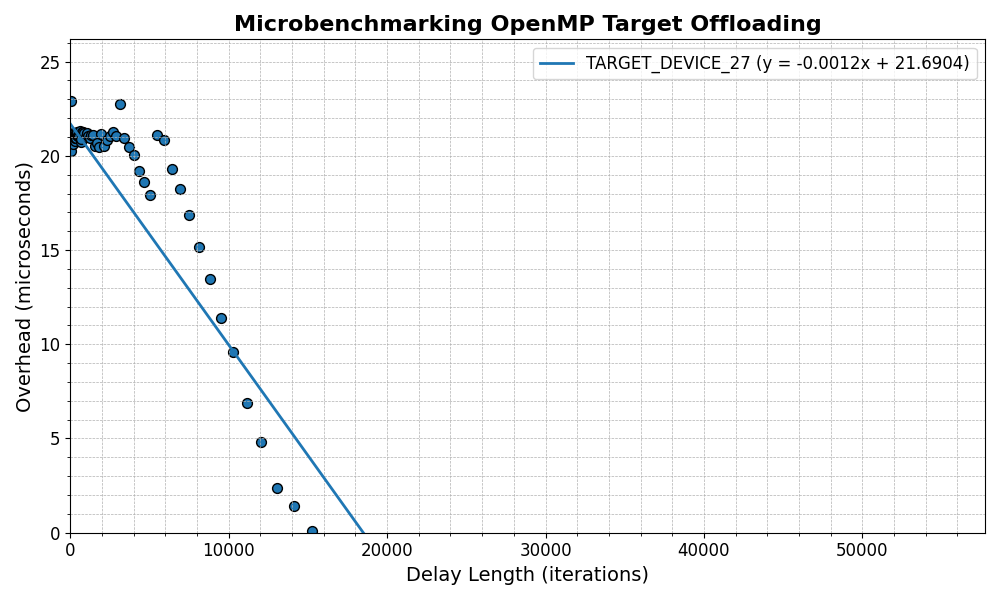 Microbenchmarking OpenMP Target Offloading
TARGET_DEVICE_27 (y = -0.0012x + 21.6904)
Overhead (microseconds)
25
20
15
10
5
0
0 10000 20000 30000 40000 50000
Delay Length (iterations)